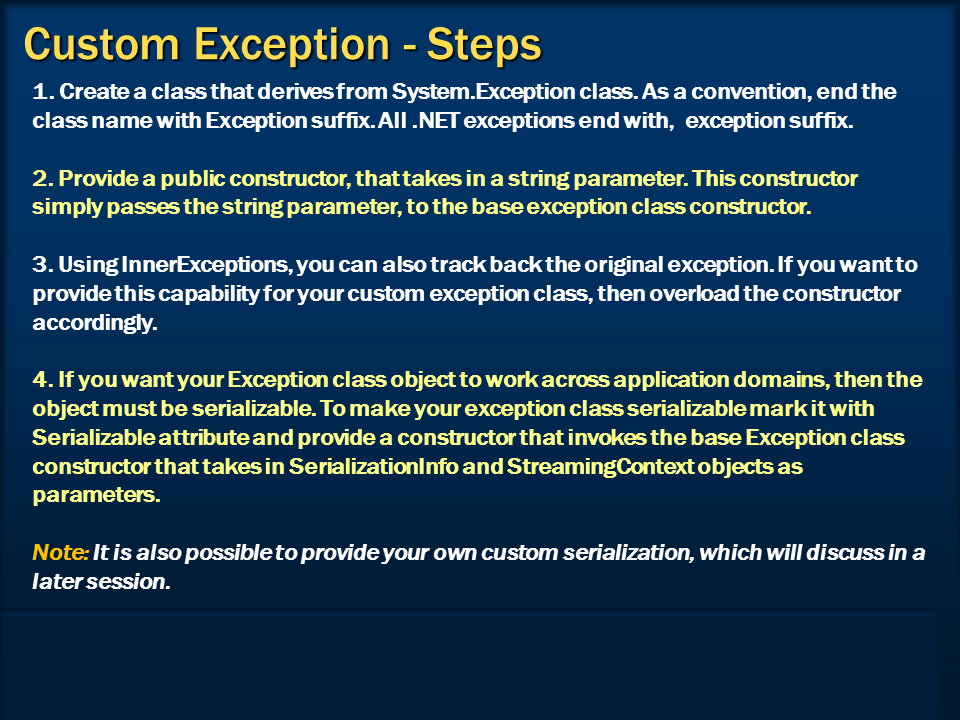 Custom Exception - Steps
1. Create a class that derives from System.Exception class. As a convention, end the
class name with Exception suffix. All .NET exceptions end with, exception suffix.
2. Provide a public constructor, that takes in a string parameter. This constructor
simply passes the string parameter, to the base exception class constructor.
3. Using InnerExceptions, you can also track back the original exception. If you want to
provide this capability for your custom exception class, then overload the constructor
accordingly.
4. If you want your Exception class object to work across application domains, then the
object must be serializable. To make your exception class serializable mark it with
Serializable attribute and provide a constructor that invokes the base Exception class
constructor that takes in SerializationInfo and StreamingContext objects as
parameters.
Note: It is also possible to provide your own custom serialization, which will discuss in a
later session.